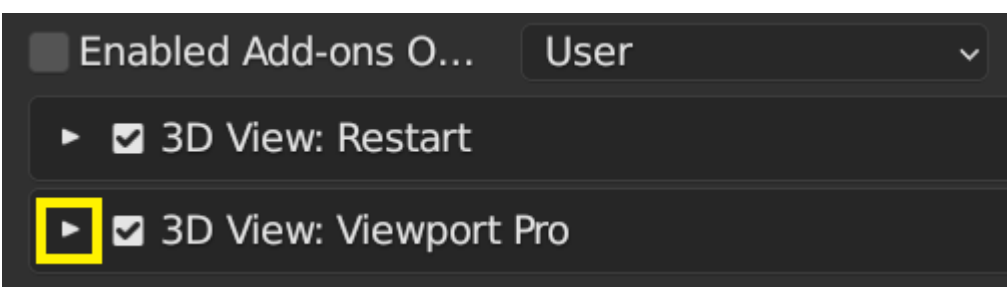 Enabled Add-ons O... User
3D View: Restart
3D View: Viewport Pro